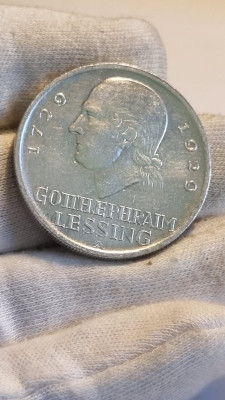 1729 1929
GOTTH.EPHRAIM
LESSING
A